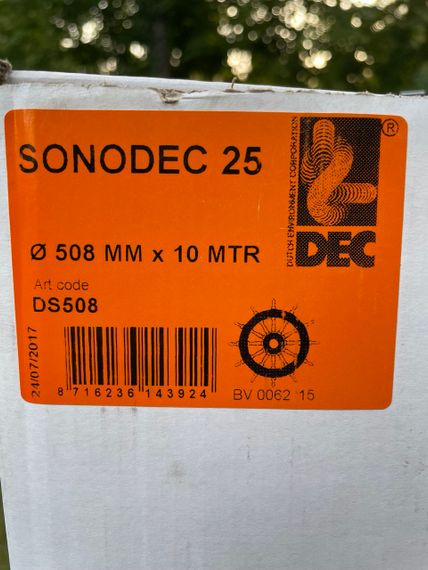 SONODEC 25
®
DUTCH ENVIRONMENT CORPORATION
DEC
Ø 508 MM x 10 MTR
Art code
DS508
24/07/2017
8 716236 143924
BV 0062 15